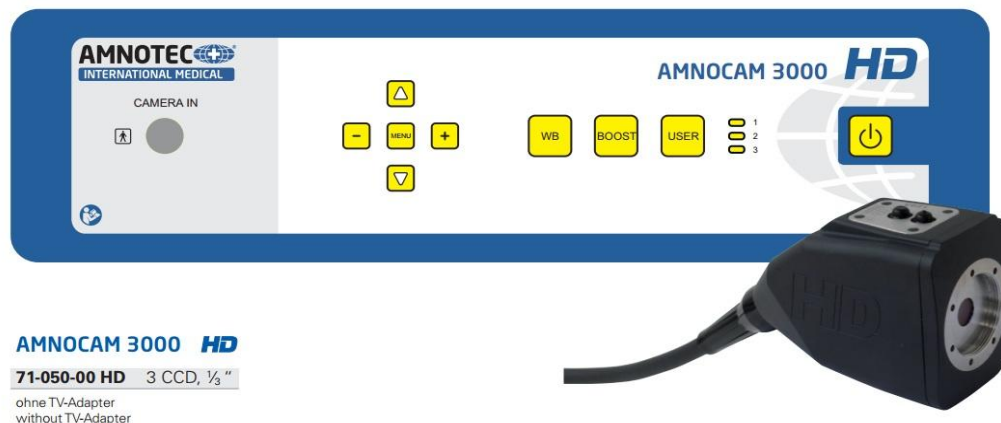 AMNOTEC
INTERNATIONAL MEDICAL
CAMERA IN
MENU
WB
BOOST
USER
1
2
3
AMNOCAM 3000 HD
HD
AMNOCAM 3000 HD
71-050-00 HD 3 CCD, ⅓ "
ohne TV-Adapter
without TV-Adapter